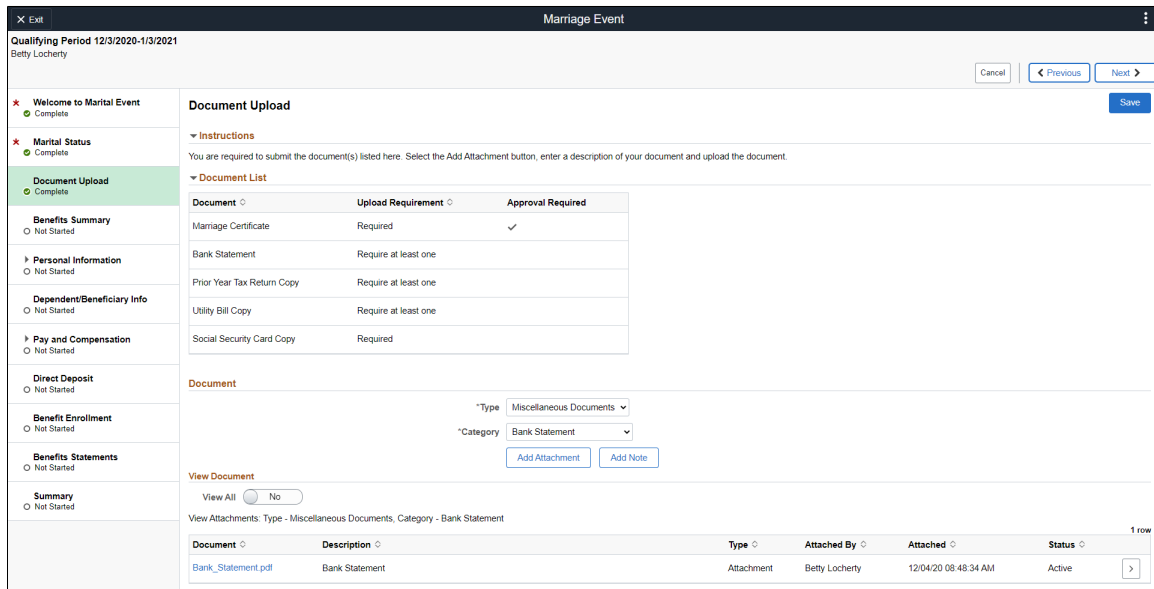 Exit
Marriage Event
Qualifying Period 12/3/2020-1/3/2021
Betty Locherty
Cancel
Previous
Next
* Welcome to Marital Event
Complete
* Marital Status
Complete
Document Upload
Complete
Benefits Summary
Not Started
Personal Information
Not Started
Dependent/Beneficiary Info
Not Started
Pay and Compensation
Not Started
Direct Deposit
Not Started
Benefit Enrollment
Not Started
Benefits Statements
Not Started
Summary
Not Started
Document Upload
Save
Instructions
You are required to submit the document(s) listed here. Select the Add Attachment button, enter a description of your document and upload the document.
Document List
Document Upload Requirement Approval Required
Marriage Certificate Required
Bank Statement Require at least one
Prior Year Tax Return Copy Require at least one
Utility Bill Copy Require at least one
Social Security Card Copy Required
Document
*Type Miscellaneous Documents
*Category Bank Statement
Add Attachment Add Note
View Document
View All No
View Attachments: Type - Miscellaneous Documents, Category - Bank Statement
1 row
Document Description Type Attached By Attached Status
Bank_Statement.pdf Bank Statement Attachment Betty Locherty 12/04/20 08:48:34 AM Active